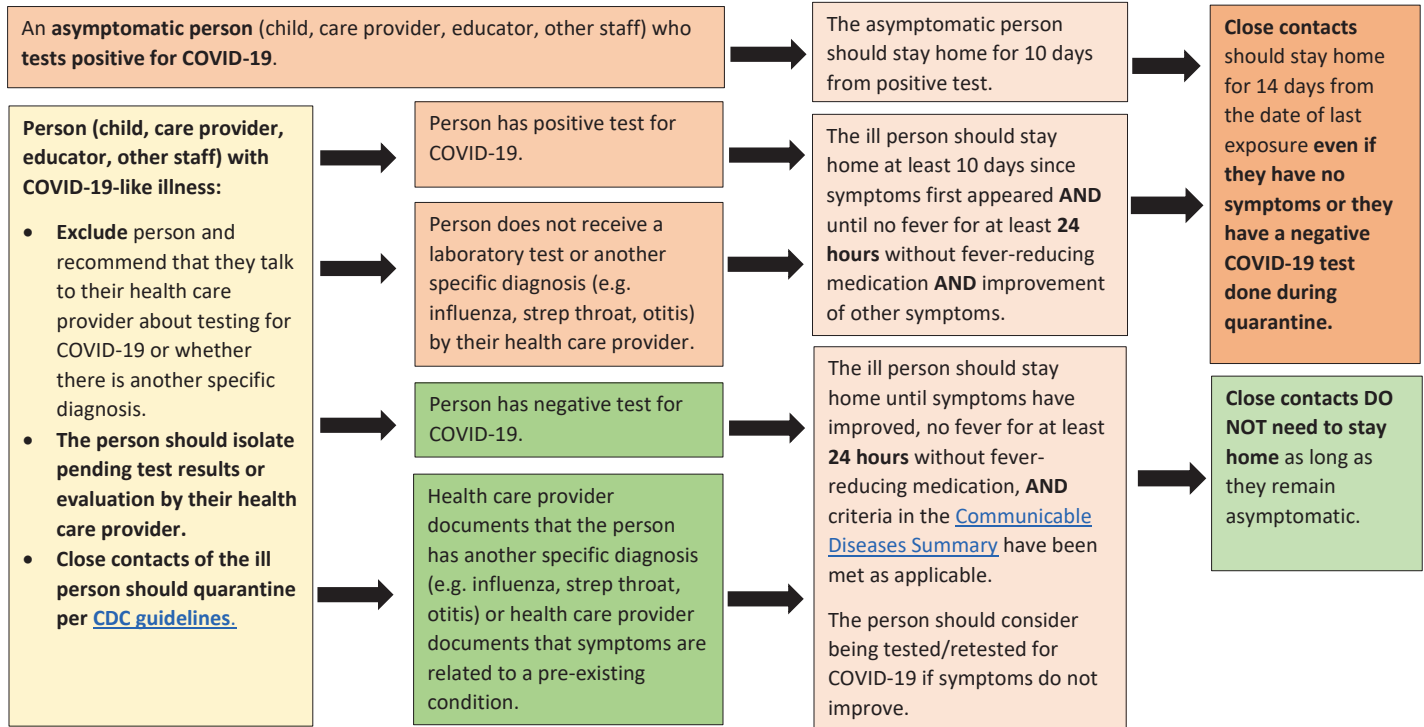 An asymptomatic person (child, care provider, educator, other staff) who
tests positive for COVID-19.
The asymptomatic person
should stay home for 10 days
from positive test.
Close contacts
should stay home
for 14 days from
the date of last
exposure even if
they have no
symptoms or they
have a negative
COVID-19 test
done during
quarantine.
Person (child, care provider,
educator, other staff) with
COVID-19-like illness:
• Exclude person and
recommend that they talk
to their health care
provider about testing for
COVID-19 or whether
there is another specific
diagnosis.
• The person should isolate
pending test results or
evaluation by their health
care provider.
• Close contacts of the ill
person should quarantine
per CDC guidelines.
Person has positive test for
COVID-19.
The ill person should stay
home at least 10 days since
symptoms first appeared AND
until no fever for at least 24
hours without fever-reducing
medication AND improvement
of other symptoms.
Person does not receive a
laboratory test or another
specific diagnosis (e.g.
influenza, strep throat, otitis)
by their health care provider.
Person has negative test for
COVID-19.
The ill person should stay
home until symptoms have
improved, no fever for at least
24 hours without fever-
reducing medication, AND
criteria in the Communicable
Diseases Summary have been
met as applicable.
The person should consider
being tested/retested for
COVID-19 if symptoms do not
improve.
Close contacts DO
NOT need to stay
home as long as
they remain
asymptomatic.
Health care provider
documents that the person
has another specific diagnosis
(e.g. influenza, strep throat,
otitis) or health care provider
documents that symptoms are
related to a pre-existing
condition.